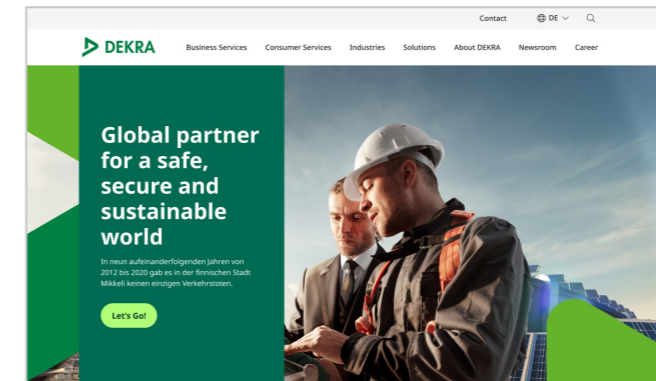 Contact DE
DEKRA Business Services Consumer Services Industries Solutions About DEKRA Newsroom Career
Global partner
for a safe,
secure and
sustainable
world
In neun aufeinanderfolgenden Jahren von
2012 bis 2020 gab es in der finnischen Stadt
Mikkeli keinen einzigen Verkehrstoten.
Let's Go!